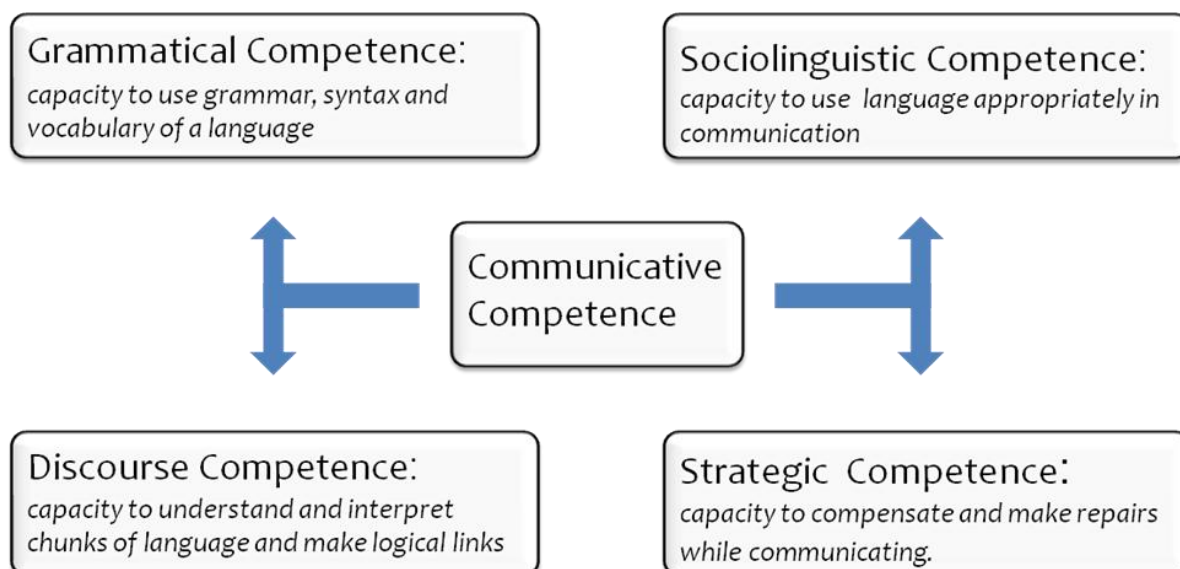 Grammatical Competence:
capacity to use grammar, syntax and
vocabulary of a language
Sociolinguistic Competence:
capacity to use language appropriately in
communication
Communicative
Competence
Discourse Competence:
capacity to understand and interpret
chunks of language and make logical links
Strategic Competence:
capacity to compensate and make repairs
while communicating.